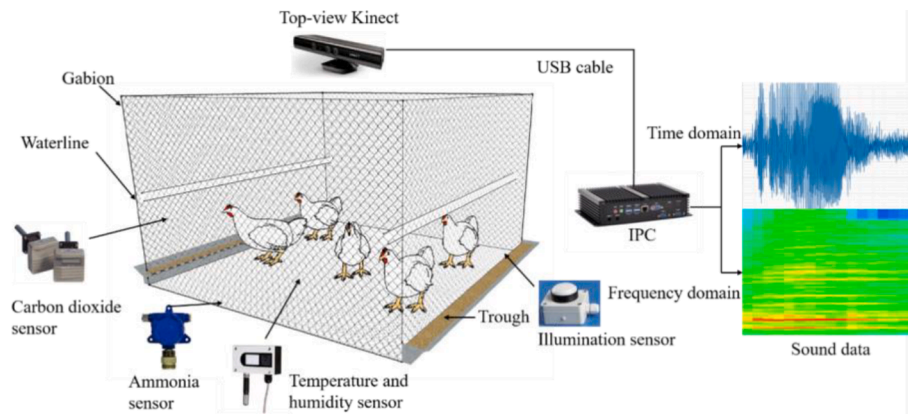 Top-view Kinect
USB cable
Gabion
Waterline
Time domain
IPC
Carbon dioxide
sensor
Frequency domain
Trough
Illumination sensor
Ammonia
sensor
Temperature and
humidity sensor
Sound data